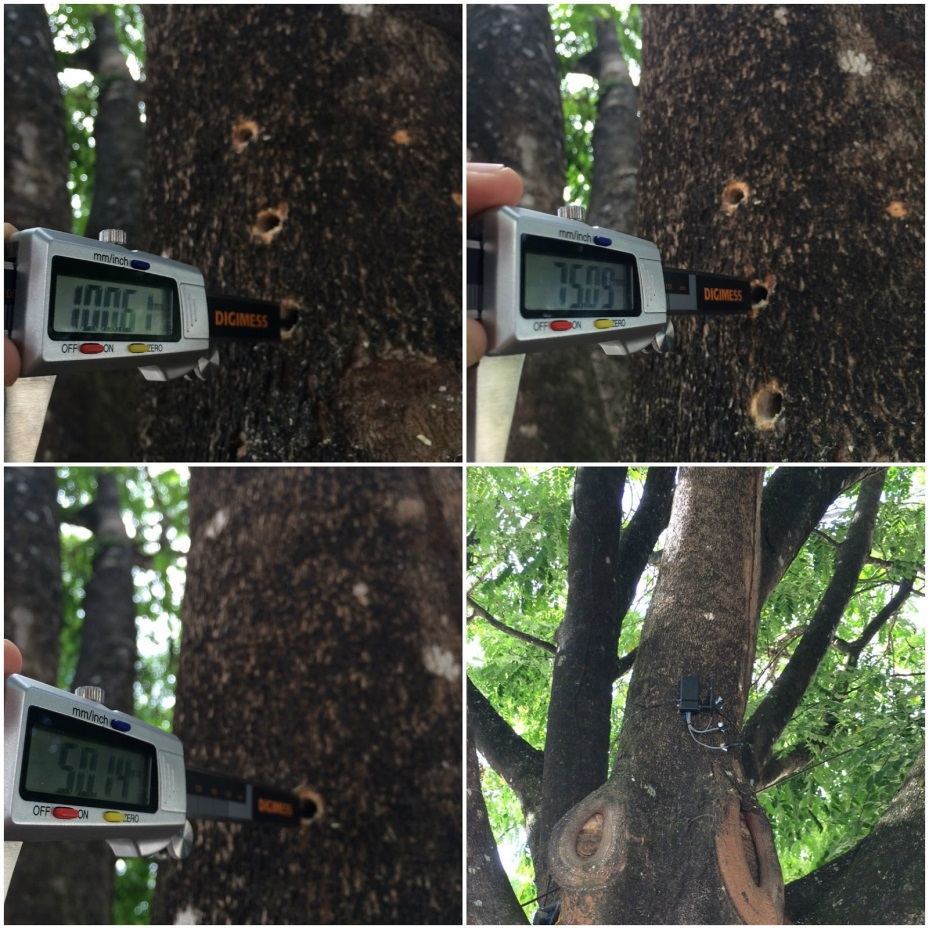 mm/inch
100.61
OFF ON ZERO
DIGIMESS
mm/inch
75.09
OFF ON ZERO
DIGIMESS
mm/inch
50.14
OFF ON ZERO
DIGIMESS